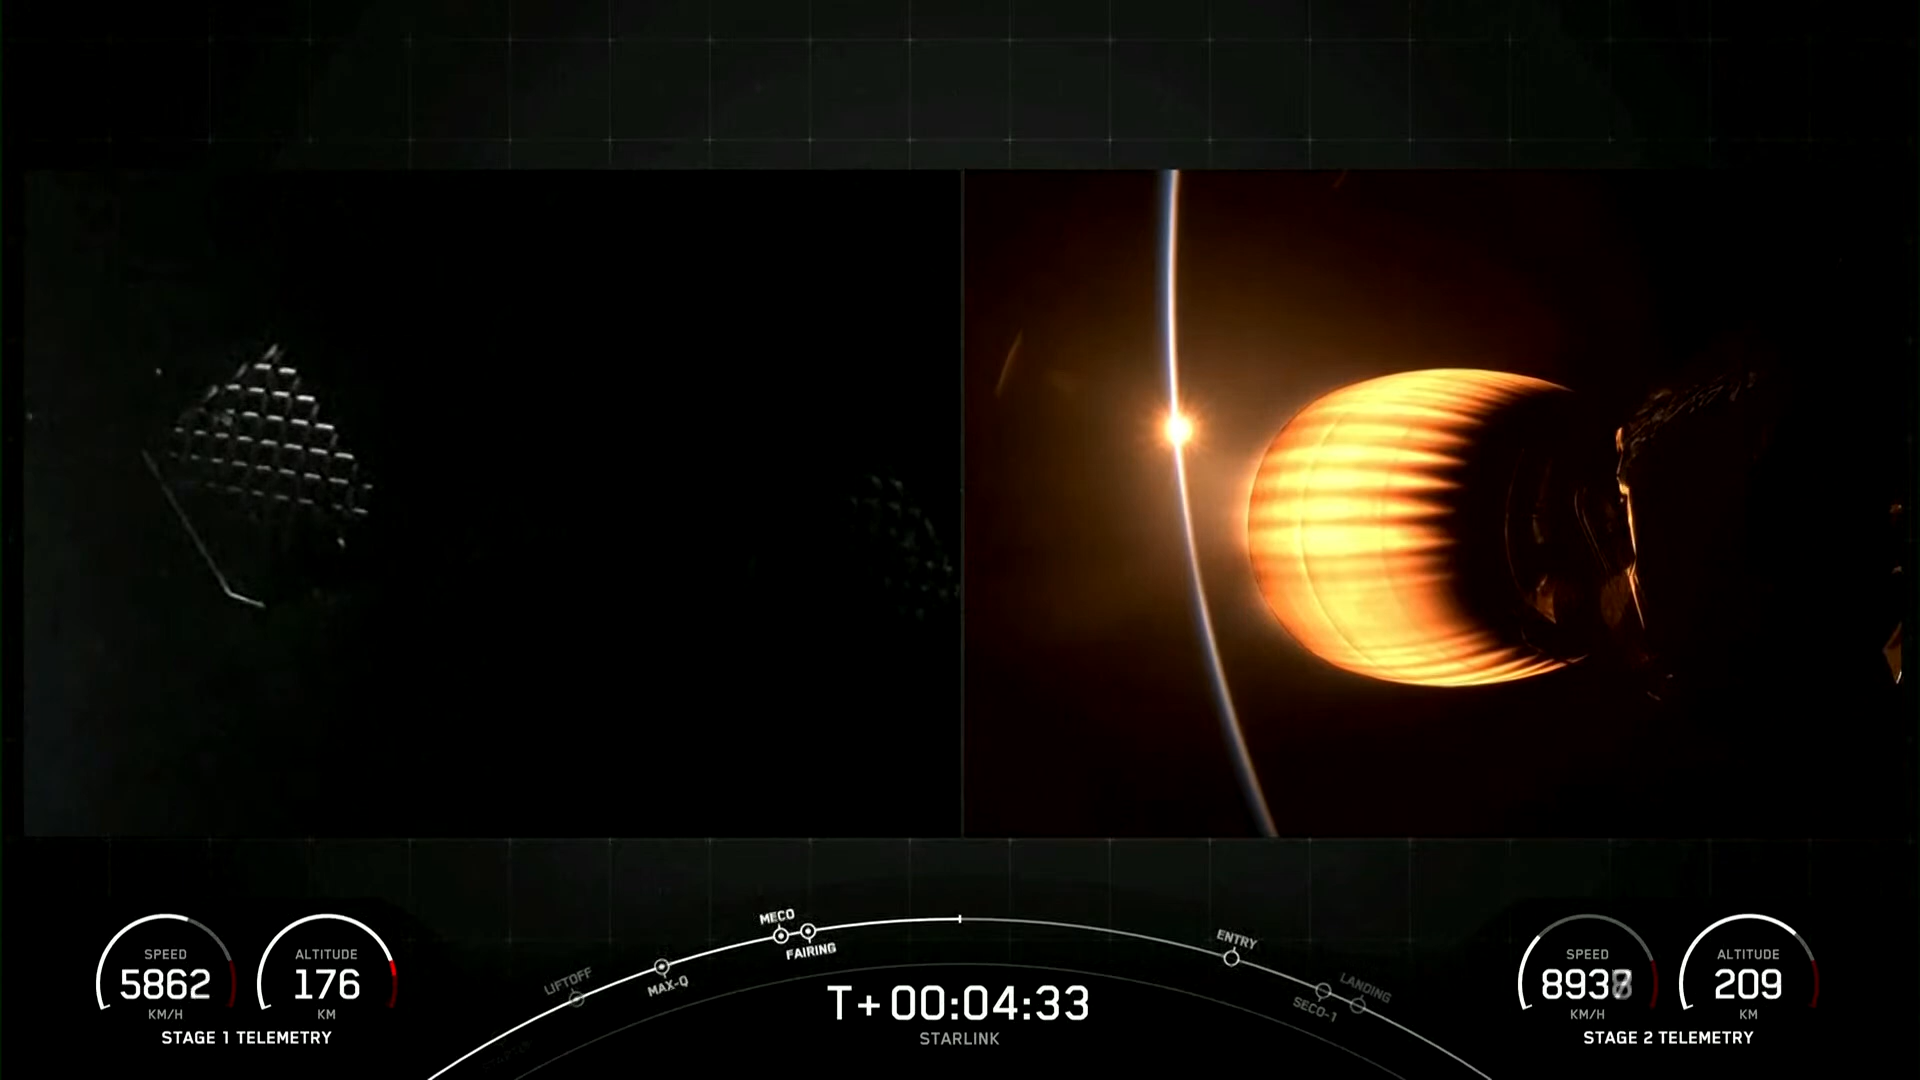 MECO
FAIRING
LIFTOFF
MAX-Q
ENTRY
LANDING
SECO-1
SPEED
5862
KM/H
ALTITUDE
176
KM
STAGE 1 TELEMETRY
T+00:04:33
STARLINK
SPEED
KM/H
ALTITUDE
209
KM
STAGE 2 TELEMETRY